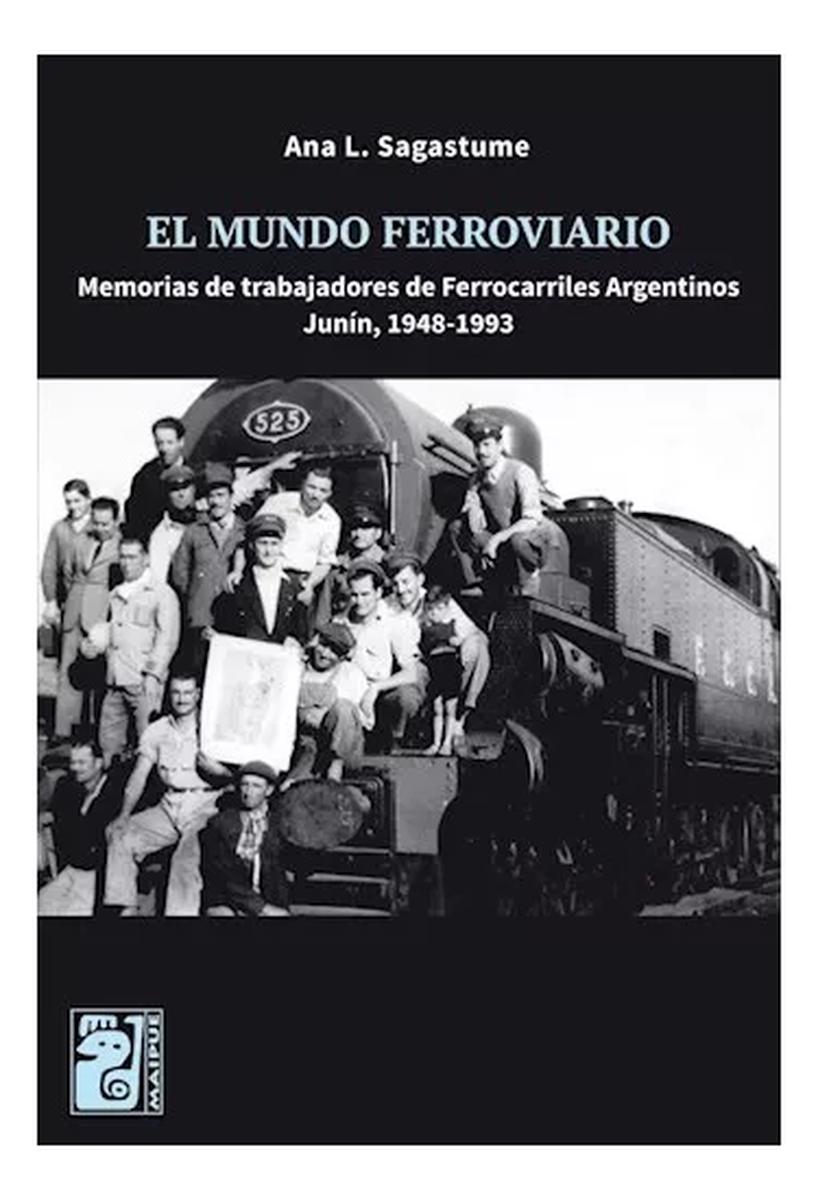 Ana L. Sagastume
EL MUNDO FERROVIARIO
Memorias de trabajadores de Ferrocarriles Argentinos
Junín, 1948-1993
525
MAIPUE